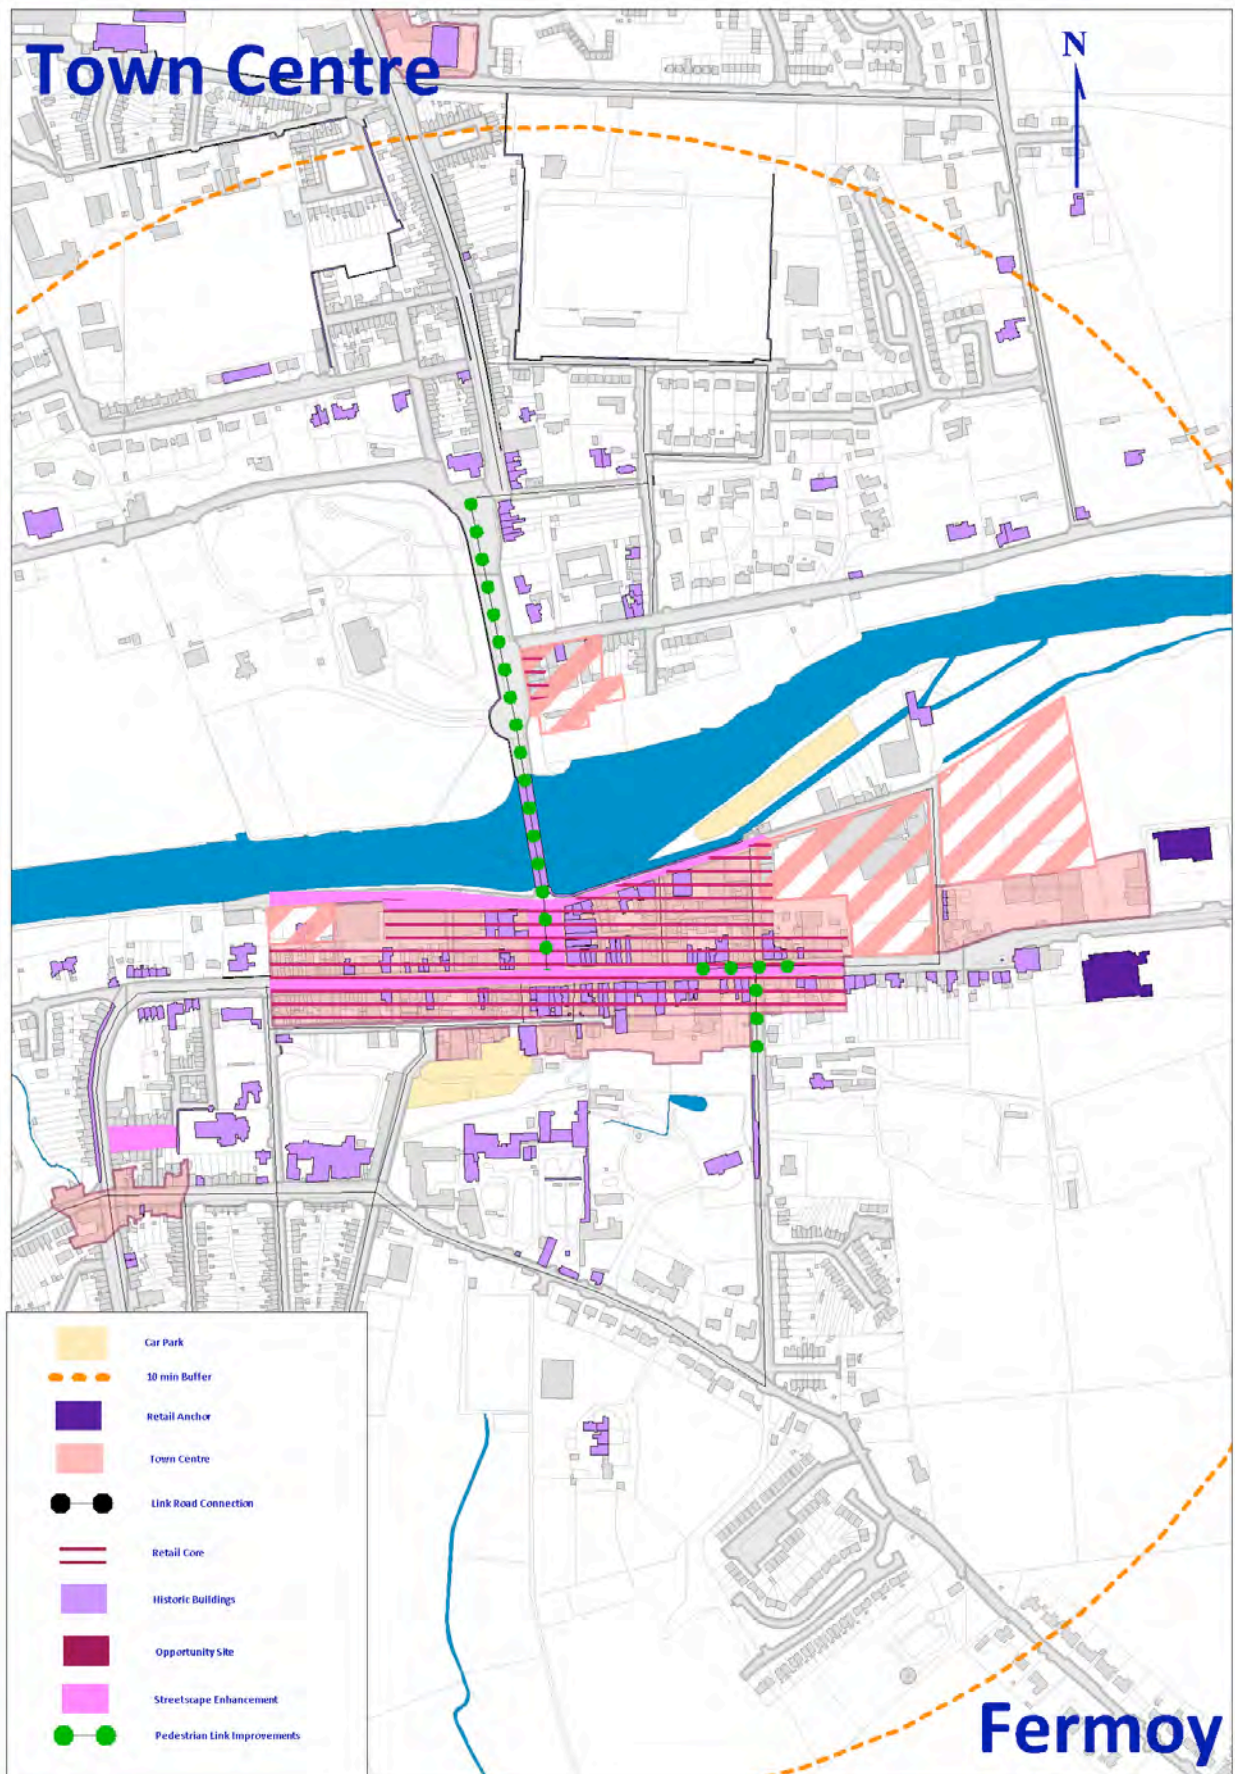 Town Centre
N
Car Park
10 min Buffer
Retail Anchor
Town Centre
Link Road Connection
Retail Core
Historic Buildings
Opportunity Site
Streetscape Enhancement
Pedestrian Link Improvements
Fermoy